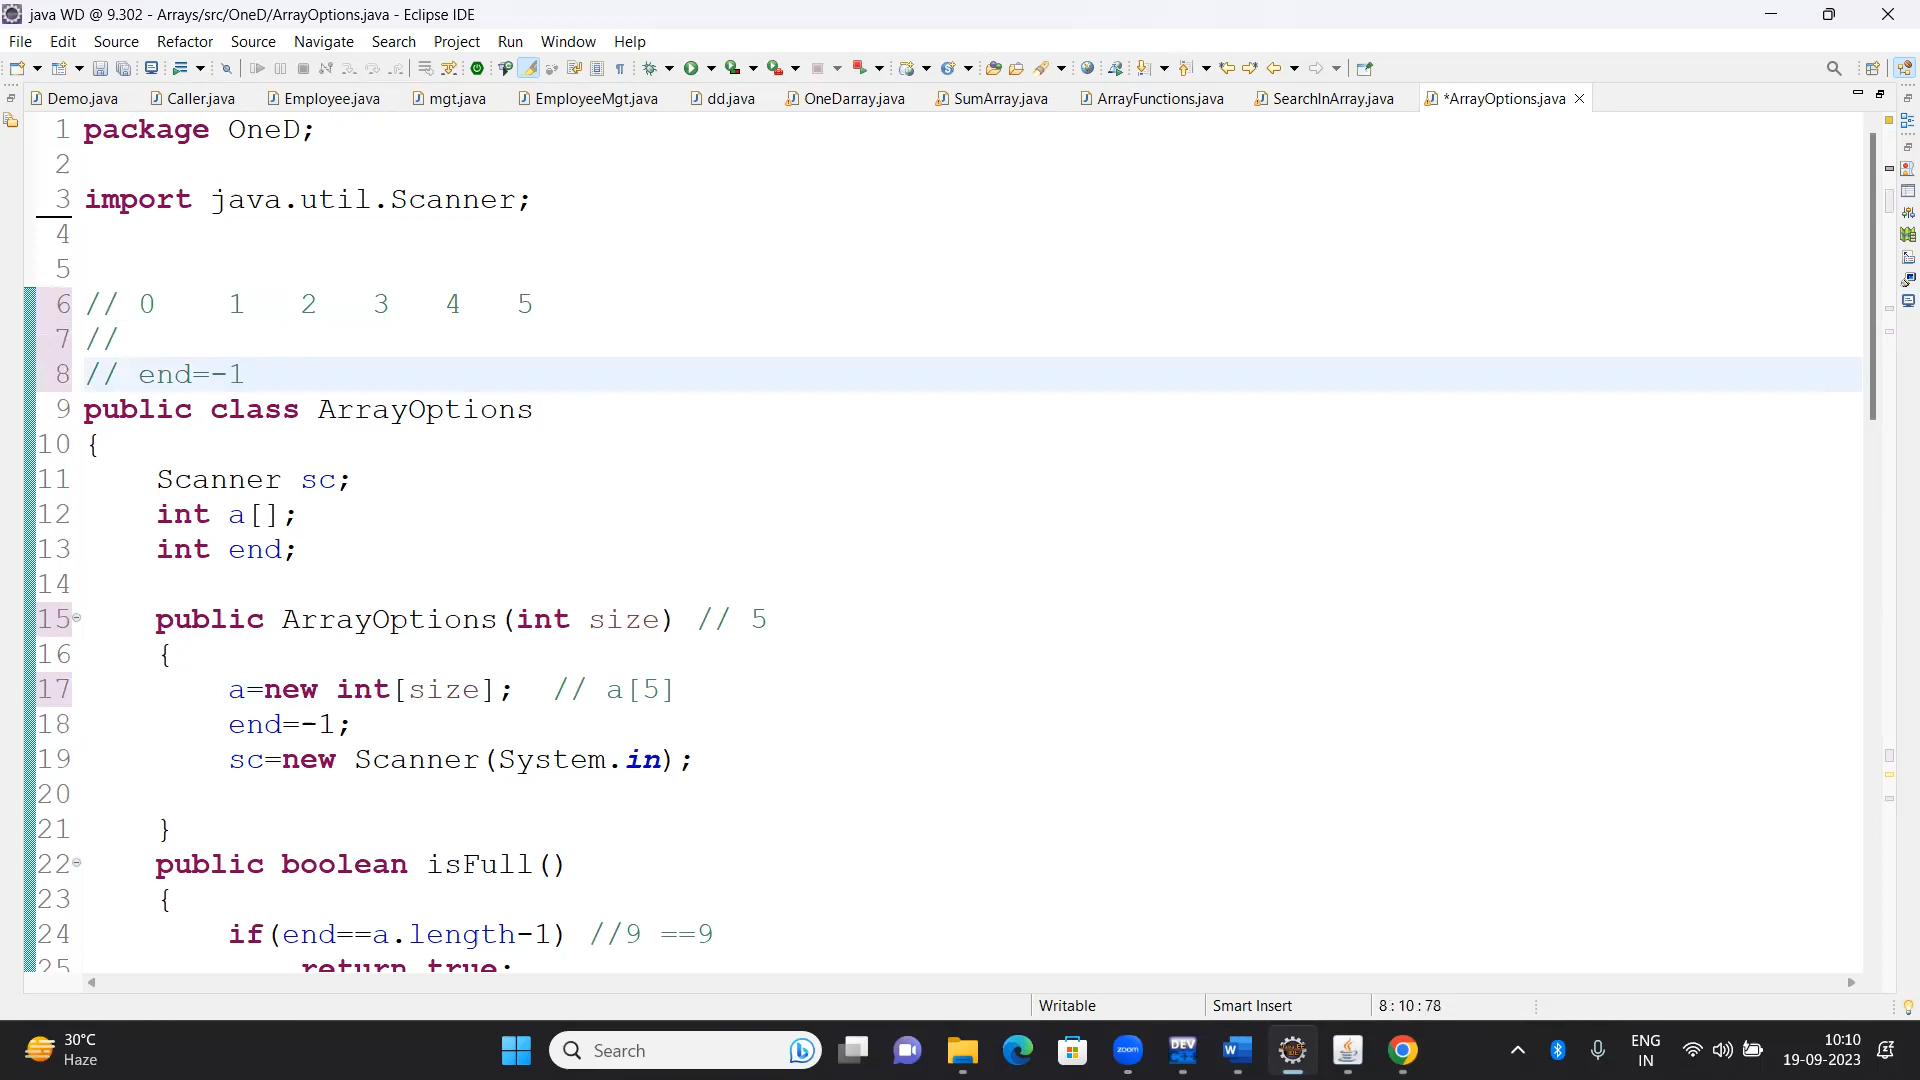 java WD @ 9.302 - Arrays/src/OneD/ArrayOptions.java - Eclipse IDE
File Edit Source Refactor Source Navigate Search Project Run Window Help
Demo.java Caller.java Employee.java mgt.java EmployeeMgt.java dd.java OneDarray.java SumArray.java ArrayFunctions.java SearchInArray.java *ArrayOptions.java
1 package OneD;
2
3 import java.util.Scanner;
4
5
6 // 0 1 2 3 4 5
7 //
8 // end=-1
9 public class ArrayOptions
10 {
11 Scanner sc;
12 int a[];
13 int end;
14
15 public ArrayOptions(int size) // 5
16 {
17 a=new int[size]; // a[5]
18 end=-1;
19 sc=new Scanner(System.in);
20
21 }
22 public boolean isFull()
23 {
24 if(end==a.length-1) //9 ==9
25 return true;
Writable Smart Insert 8 : 10 : 78
30°C
Haze
Search
zoom
DEV
ENG
IN
10:10
19-09-2023